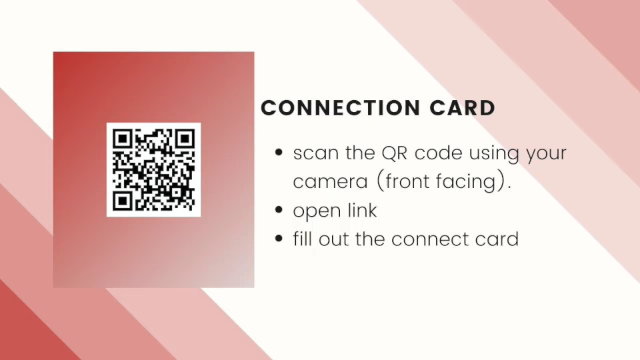 CONNECTION CARD
• scan the QR code using your
camera (front facing).
• open link
• fill out the connect card